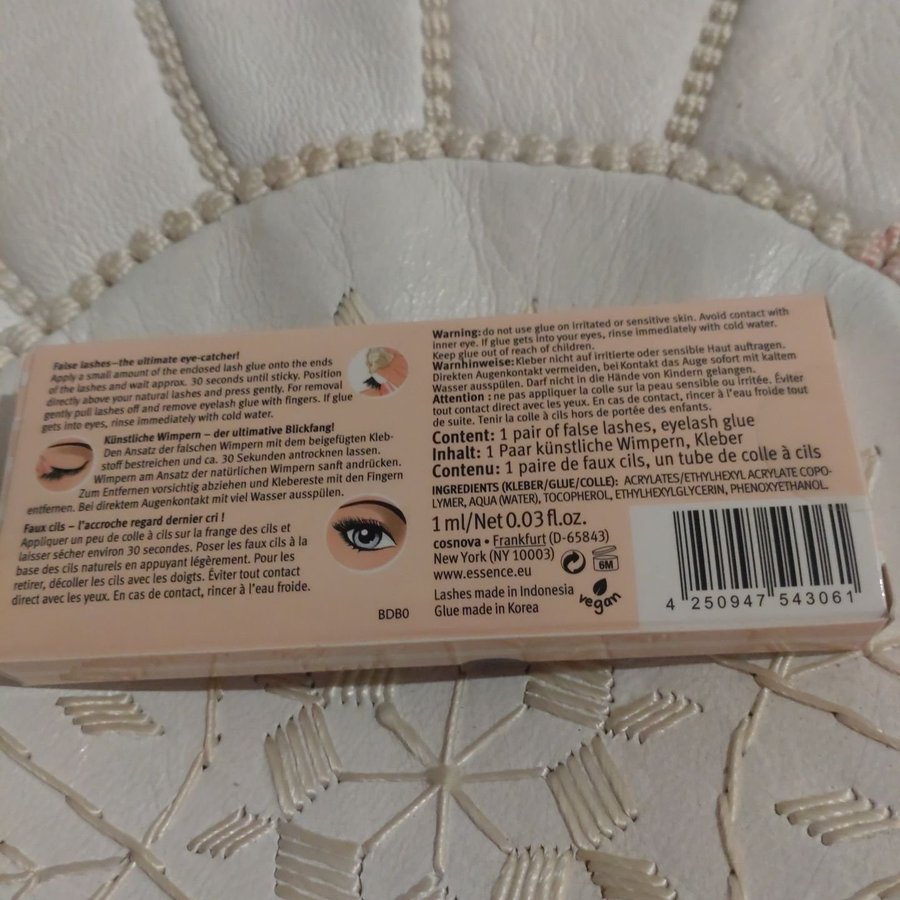 False lashes–the ultimate eye-catcher!
Apply a small amount of the enclosed lash glue onto the ends
of the lashes and wait approx. 30 seconds until sticky. Position
directly above your natural lashes and press gently. For removal
gently pull lashes off and remove eyelash glue with fingers. If glue
gets into eyes, rinse immediately with cold water.
Künstliche Wimpern – der ultimative Blickfang!
Den Ansatz der falschen Wimpern mit dem beigefügten Kleb-
stoff bestreichen und ca. 30 Sekunden antrocknen lassen.
Wimpern am Ansatz der natürlichen Wimpern sanft andrücken.
Zum Entfernen vorsichtig abziehen und Klebereste mit den Fingern
entfernen. Bei direktem Augenkontakt mit viel Wasser ausspülen.
Faux cils – l'accroche regard dernier cri !
Appliquer un peu de colle à cils sur la frange des cils et
laisser sécher environ 30 secondes. Poser les faux cils à la
base des cils naturels en appuyant légèrement. Pour les
retirer, décoller les cils avec les doigts. Éviter tout contact
direct avec les yeux. En cas de contact, rincer à l'eau froide.
BDB0
Warning: do not use glue on irritated or sensitive skin. Avoid contact with
inner eye. If glue gets into your eyes, rinse immediately with cold water.
Keep glue out of reach of children.
Warnhinweise: Kleber nicht auf irritierte oder sensible Haut auftragen.
Direkten Augenkontakt vermeiden, bei Kontakt das Auge sofort mit kaltem
Wasser ausspülen. Darf nicht in die Hände von Kindern gelangen.
Attention : ne pas appliquer la colle sur la peau sensible ou irritée. Éviter
tout contact direct avec les yeux. En cas de contact, rincer à l'eau froide tout
de suite. Tenir la colle à cils hors de portée des enfants.
Content: 1 pair of false lashes, eyelash glue
Inhalt: 1 Paar künstliche Wimpern, Kleber
Contenu: 1 paire de faux cils, un tube de colle à cils
INGREDIENTS (KLEBER/GLUE/COLLE): ACRYLATES/ETHYLHEXYL ACRYLATE COPO-
LYMER, AQUA (WATER), TOCOPHEROL, ETHYLHEXYLGLYCERIN, PHENOXYETHANOL.
1 ml/Net 0.03 fl.oz.
cosnova • Frankfurt (D-65843)
New York (NY 10003)
www.essence.eu
6M
Lashes made in Indonesia
Glue made in Korea
vegan
4 250947 543061